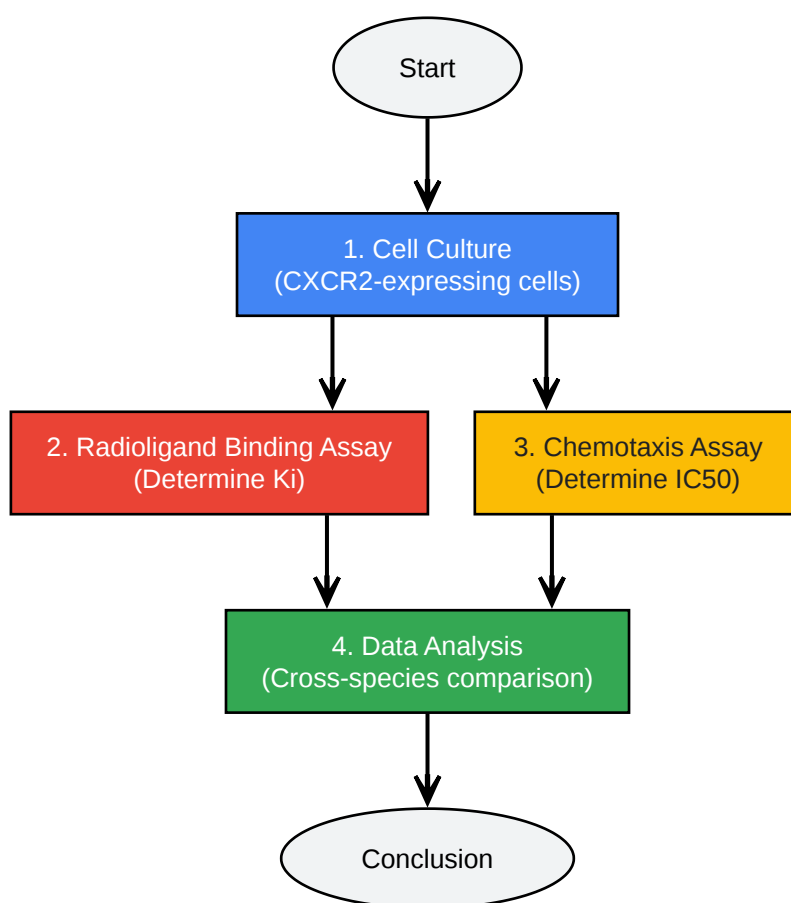 Start
1. Cell Culture
(CXCR2-expressing cells)
2. Radioligand Binding Assay
(Determine Ki)
3. Chemotaxis Assay
(Determine IC50)
4. Data Analysis
(Cross-species comparison)
Conclusion